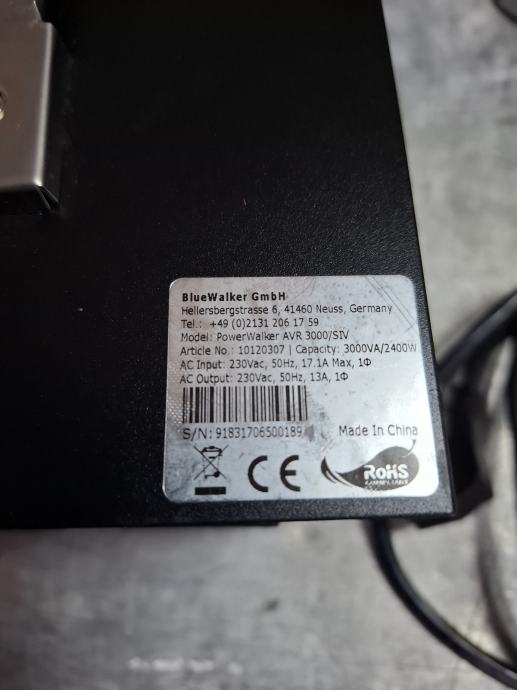 BlueWalker GmbH
Hellersbergstrasse 6, 41460 Neuss, Germany
Tel.: +49 (0)2131 206 17 59
Model: PowerWalker AVR 3000/SIV
Article No.: 10120307 | Capacity: 3000VA/2400W
AC Input: 230Vac, 50Hz, 17.1A Max, 1Φ
AC Output: 230Vac, 50Hz, 13A, 1Φ
S/N: 91831706500189 Made In China
CE RoHS